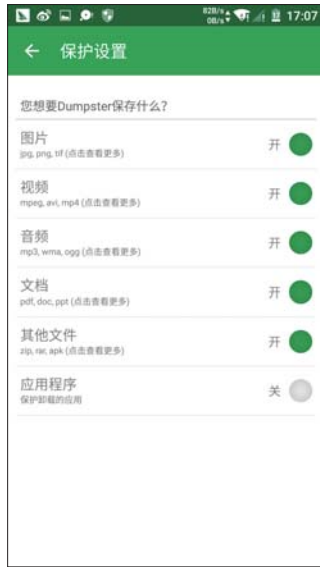 82B/s
0B/s
17:07
保护设置
您想要Dumpster保存什么?
图片
jpg, png, tif (点击查看更多)
开
视频
mpeg, avi, mp4 (点击查看更多)
开
音频
mp3, wma, ogg (点击查看更多)
开
文档
pdf, doc, ppt (点击查看更多)
开
其他文件
zip, rar, apk (点击查看更多)
开
应用程序
保护卸载的应用
关